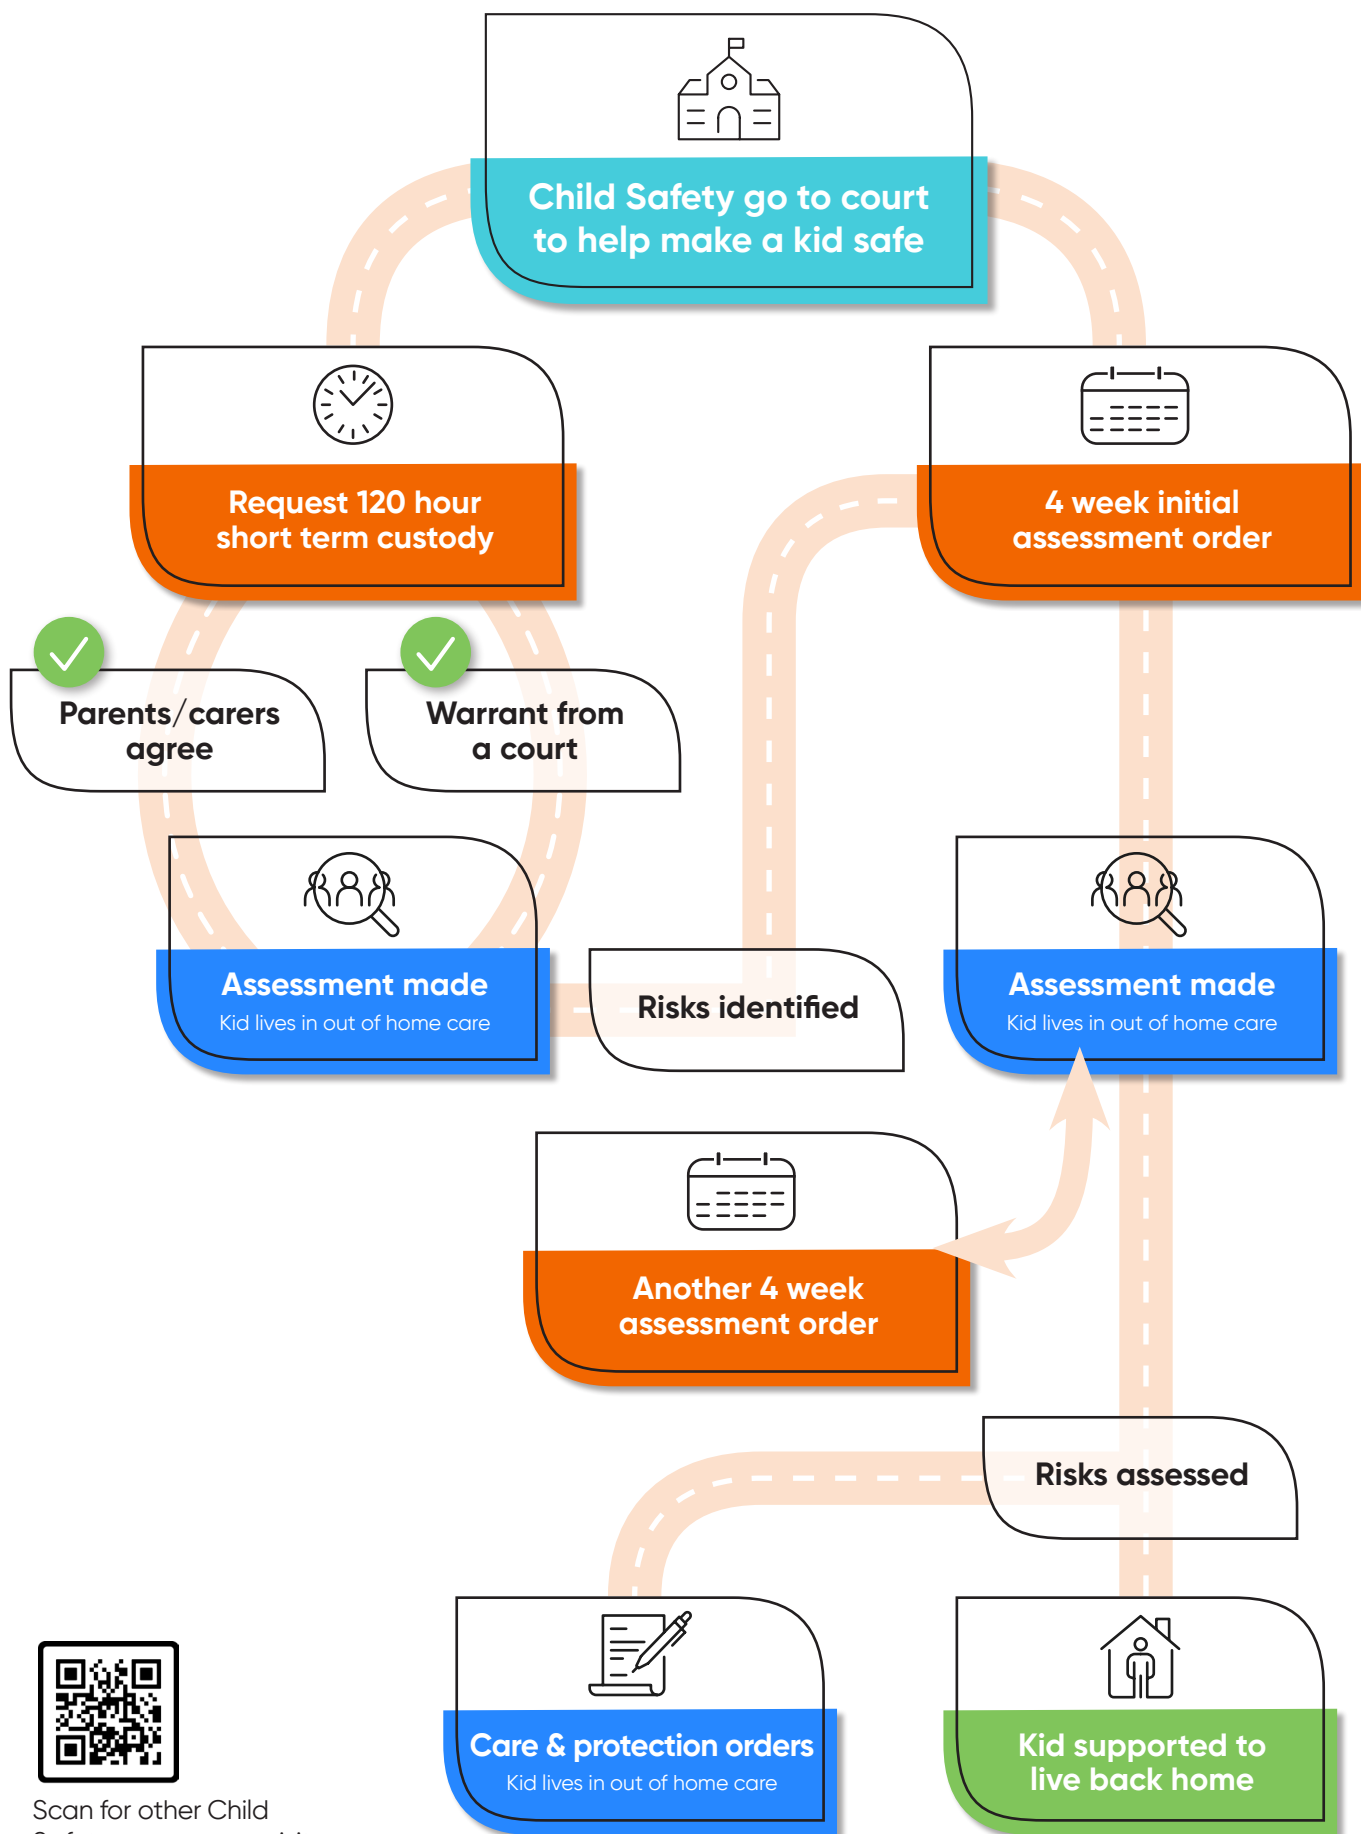 Child Safety go to court
to help make a kid safe
Request 120 hour
short term custody
4 week initial
assessment order
Parents/carers
agree
Warrant from
a court
Assessment made
Kid lives in out of home care
Risks identified
Assessment made
Kid lives in out of home care
Another 4 week
assessment order
Risks assessed
Care & protection orders
Kid lives in out of home care
Kid supported to
live back home
Scan for other Child